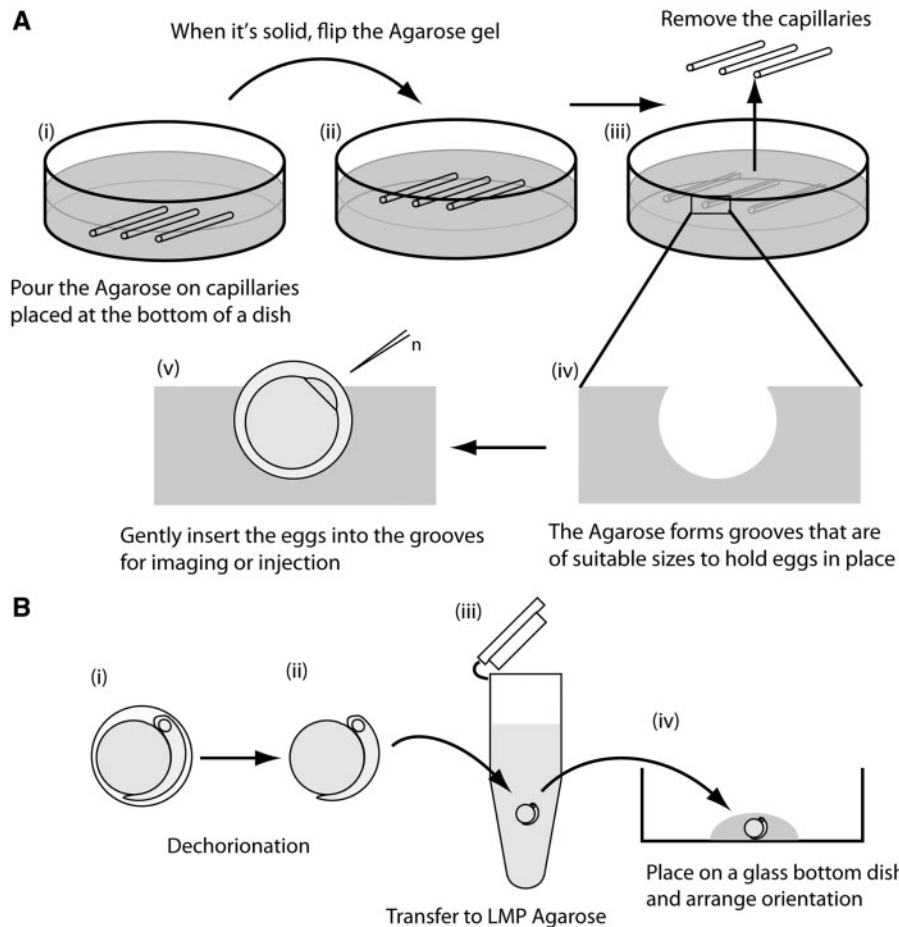 A
When it's solid, flip the Agarose gel
Remove the capillaries
(i)
(ii)
(iii)
Pour the Agarose on capillaries
placed at the bottom of a dish
(v)
n
(iv)
Gently insert the eggs into the grooves
for imaging or injection
The Agarose forms grooves that are
of suitable sizes to hold eggs in place
B
(i)
(ii)
(iii)
(iv)
Dechorionation
Transfer to LMP Agarose
Place on a glass bottom dish
and arrange orientation